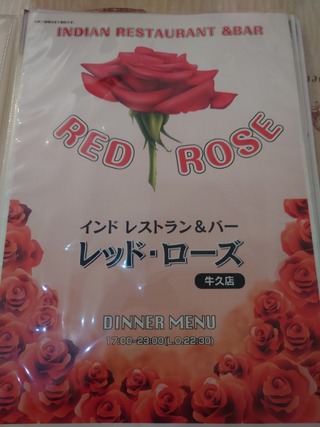 INDIAN RESTAURANT &BAR
RED ROSE
インド レストラン&バー
レッド・ローズ
牛久店
DINNER MENU
17:00-23:00(L.O.22:30)